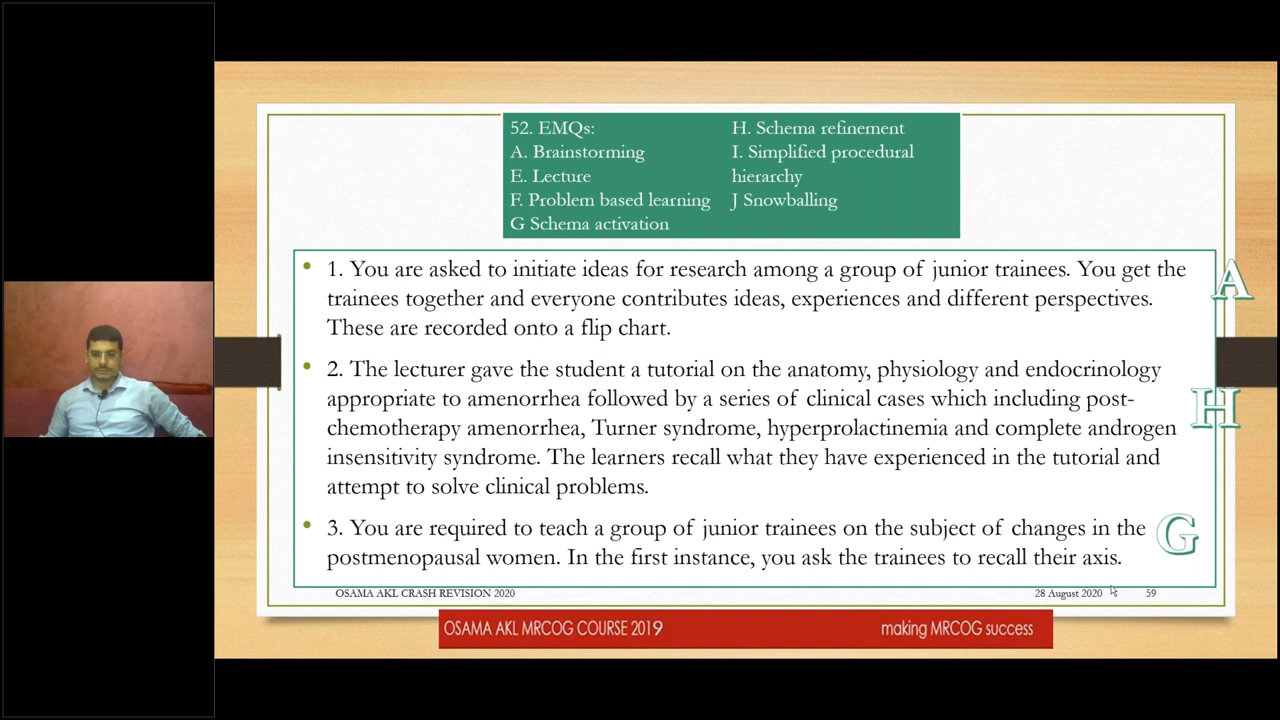 52. EMQs:
A. Brainstorming
E. Lecture
F. Problem based learning
G Schema activation
H. Schema refinement
I. Simplified procedural
hierarchy
J Snowballing
• 1. You are asked to initiate ideas for research among a group of junior trainees. You get the
trainees together and everyone contributes ideas, experiences and different perspectives.
These are recorded onto a flip chart.
A
• 2. The lecturer gave the student a tutorial on the anatomy, physiology and endocrinology
appropriate to amenorrhea followed by a series of clinical cases which including post-
chemotherapy amenorrhea, Turner syndrome, hyperprolactinemia and complete androgen
insensitivity syndrome. The learners recall what they have experienced in the tutorial and
attempt to solve clinical problems.
H
• 3. You are required to teach a group of junior trainees on the subject of changes in the
postmenopausal women. In the first instance, you ask the trainees to recall their axis.
G
OSAMA AKL CRASH REVISION 2020 28 August 2020 59
OSAMA AKL MRCOG COURSE 2019 making MRCOG success